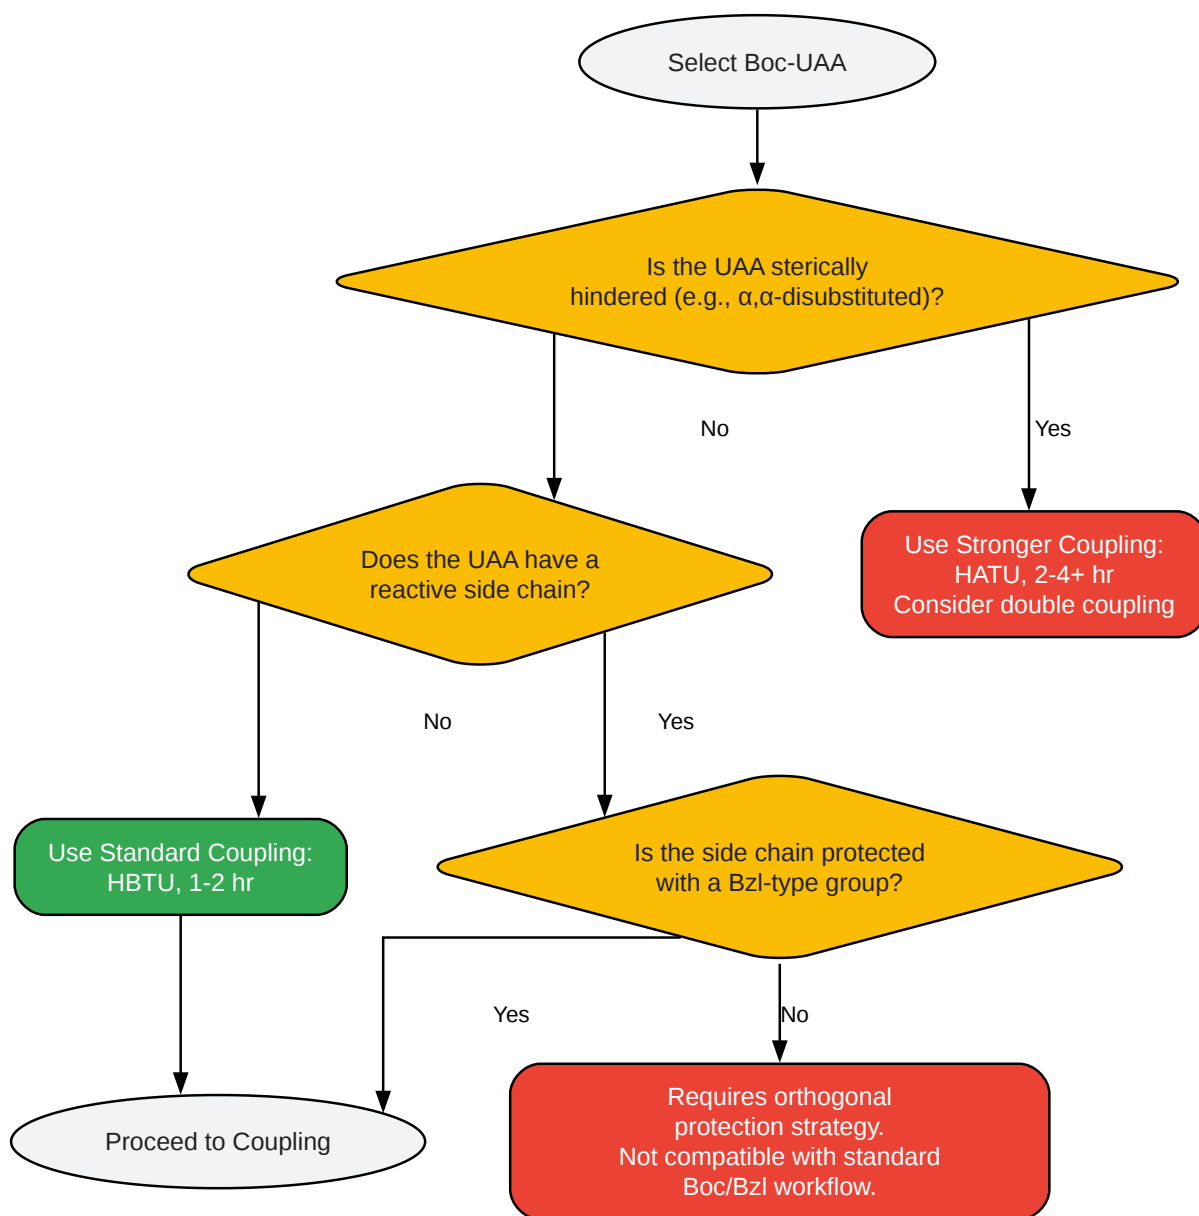 Select Boc-UAA
Is the UAA sterically
hindered (e.g., α,α-disubstituted)?
No
Yes
Does the UAA have a
reactive side chain?
Use Stronger Coupling:
HATU, 2-4+ hr
Consider double coupling
No
Yes
Use Standard Coupling:
HBTU, 1-2 hr
Is the side chain protected
with a Bzl-type group?
Yes
No
Proceed to Coupling
Requires orthogonal
protection strategy.
Not compatible with standard
Boc/Bzl workflow.